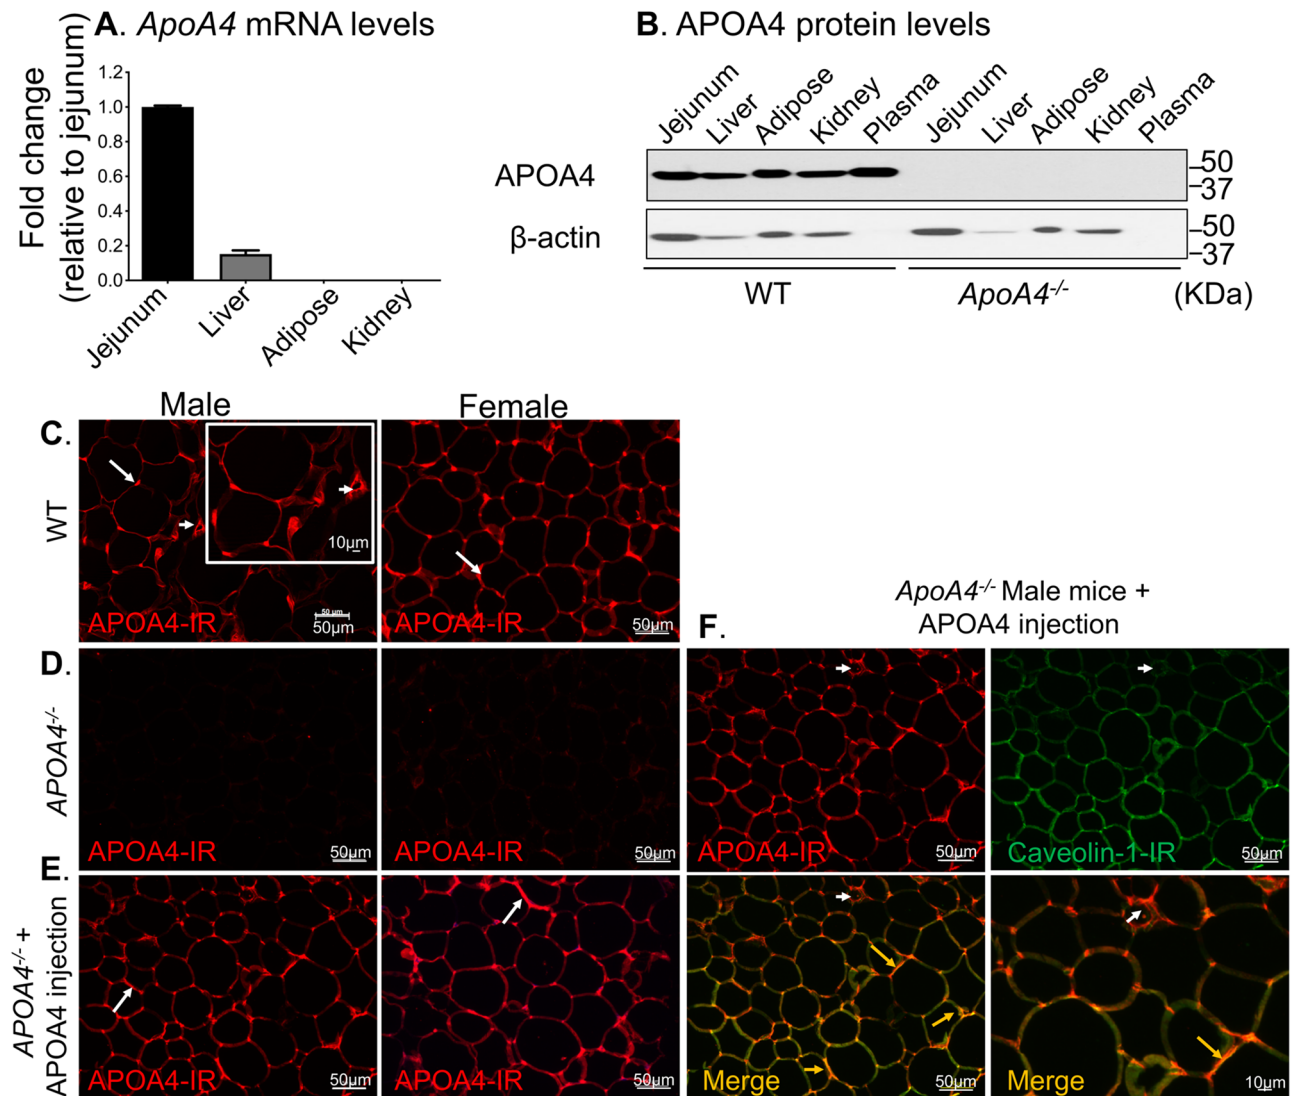 A. ApoA4 mRNA levels
Fold change
(relative to jejunum)
1.2
1.0
0.8
0.6
0.4
0.2
0.0
Jejunum
Liver
Adipose
Kidney
B. APOA4 protein levels
Jejunum
Liver
Adipose
Kidney
Plasma
Jejunum
Liver
Adipose
Kidney
Plasma
APOA4
–50
–37
β-actin
–50
–37
WT
ApoA4-/-
(KDa)
Male
Female
C.
WT
10µm
APOA4-IR
50 µm
50µm
APOA4-IR
50µm
D.
APOA4-/-
APOA4-IR
50µm
APOA4-IR
50µm
E.
APOA4-/- +
APOA4 injection
APOA4-IR
50µm
APOA4-IR
50µm
ApoA4-/- Male mice +
APOA4 injection
F.
APOA4-IR
50µm
Caveolin-1-IR
50µm
Merge
50µm
Merge
10µm